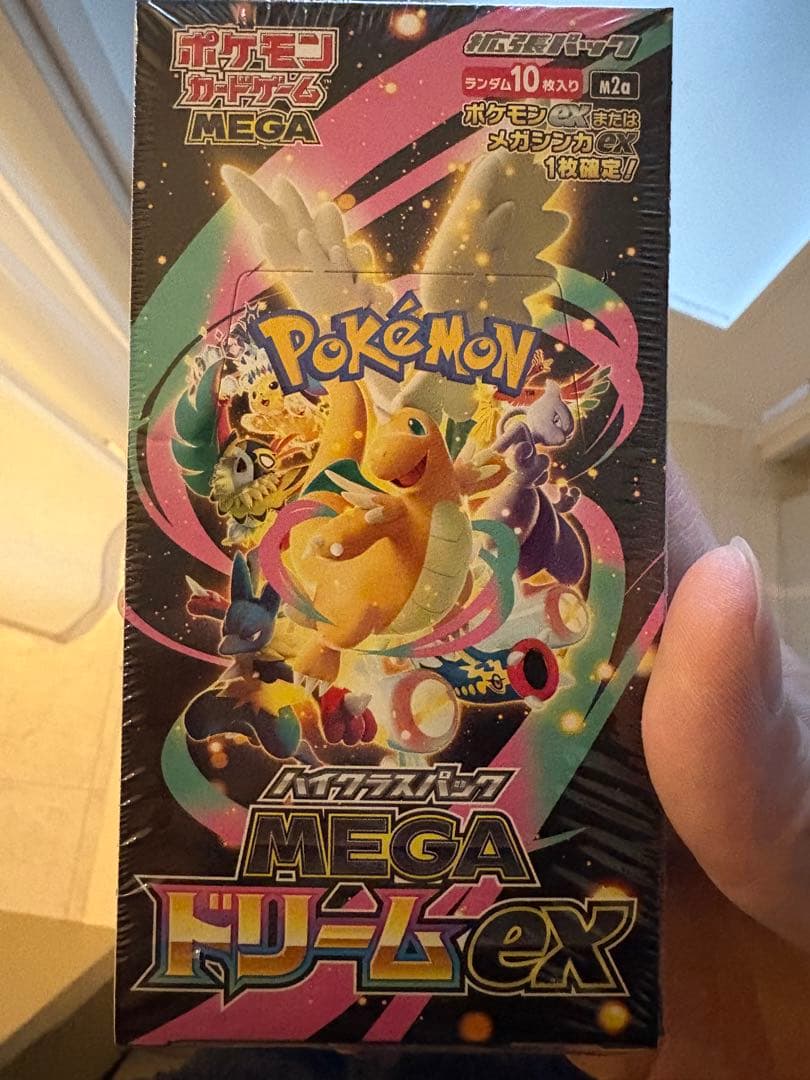 ポケモン
カードゲーム
MEGA
拡張パック
ランダム10枚入り
M2a
ポケモンexまたは
メガシンカex
1枚確定!
POKéMON
ハイクラスパック
MEGA
ドリームex